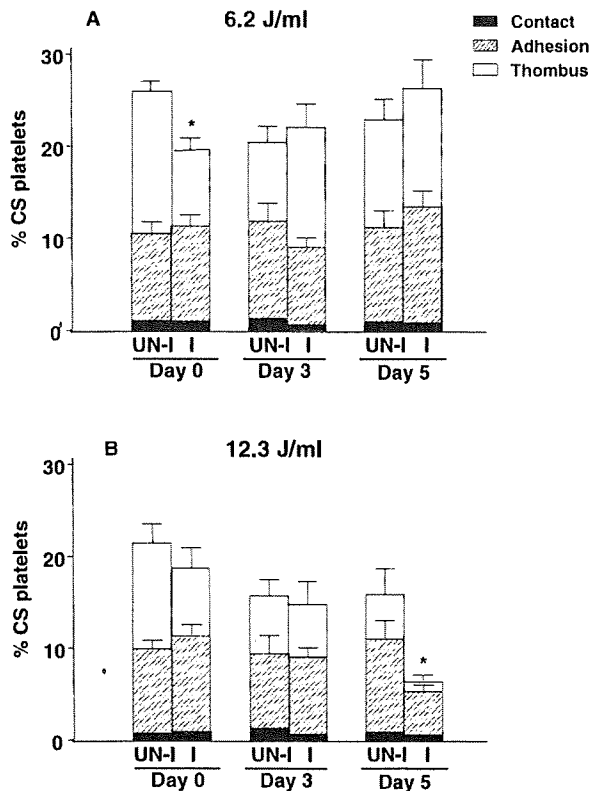 A
6.2 J/ml
Contact
Adhesion
Thombus
% CS platelets
30
20
10
0
*
UN-I I UN-I I UN-I I
Day 0 Day 3 Day 5
B
12.3 J/ml
% CS platelets
30
20
10
0
*
UN-I I UN-I I UN-I I
Day 0 Day 3 Day 5